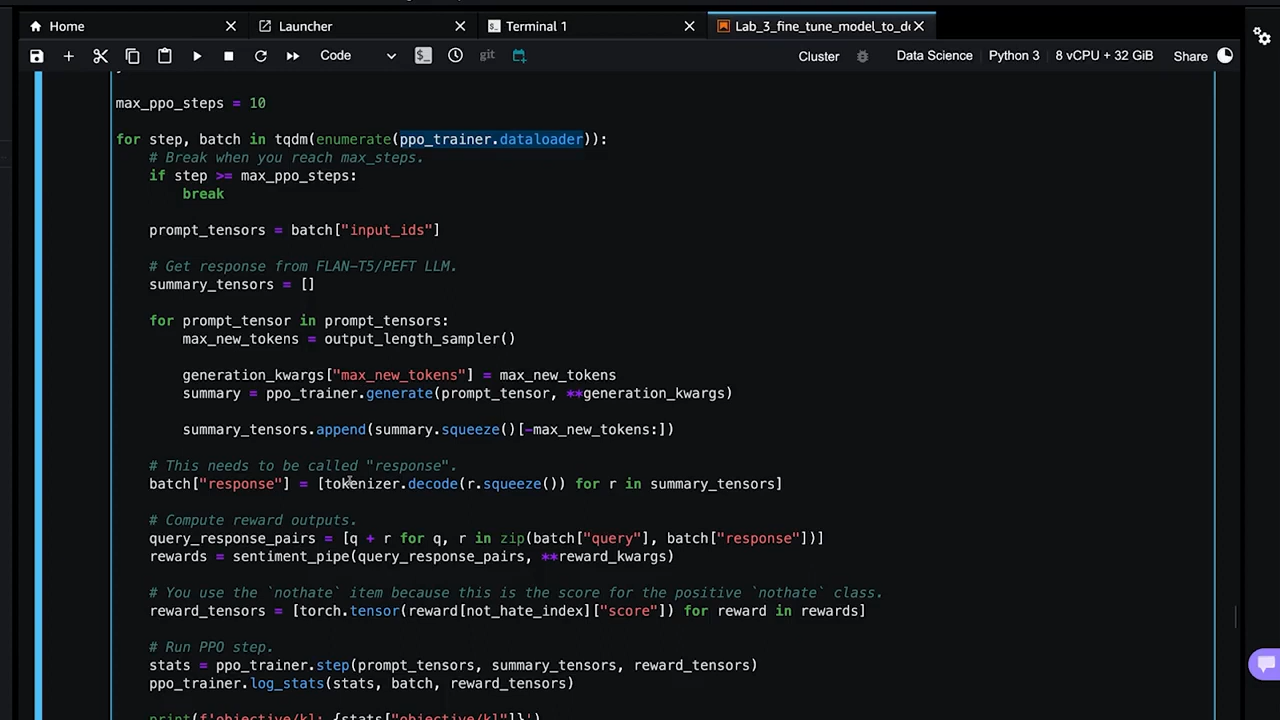 Home
Launcher
Terminal 1
Lab_3_fine_tune_model_to_de
Code
git
Cluster
Data Science
Python 3
8 vCPU + 32 GiB
Share
max_ppo_steps = 10
for step, batch in tqdm(enumerate(ppo_trainer.dataloader)):
# Break when you reach max_steps.
if step >= max_ppo_steps:
break
prompt_tensors = batch["input_ids"]
# Get response from FLAN-T5/PEFT LLM.
summary_tensors = []
for prompt_tensor in prompt_tensors:
max_new_tokens = output_length_sampler()
generation_kwargs["max_new_tokens"] = max_new_tokens
summary = ppo_trainer.generate(prompt_tensor, **generation_kwargs)
summary_tensors.append(summary.squeeze()[-max_new_tokens:])
# This needs to be called "response".
batch["response"] = [tokenizer.decode(r.squeeze()) for r in summary_tensors]
# Compute reward outputs.
query_response_pairs = [q + r for q, r in zip(batch["query"], batch["response"])]
rewards = sentiment_pipe(query_response_pairs, **reward_kwargs)
# You use the `nothate` item because this is the score for the positive `nothate` class.
reward_tensors = [torch.tensor(reward[not_hate_index]["score"]) for reward in rewards]
# Run PPO step.
stats = ppo_trainer.step(prompt_tensors, summary_tensors, reward_tensors)
ppo_trainer.log_stats(stats, batch, reward_tensors)
print(f'objective/kl: {stats["objective/kl"]}')